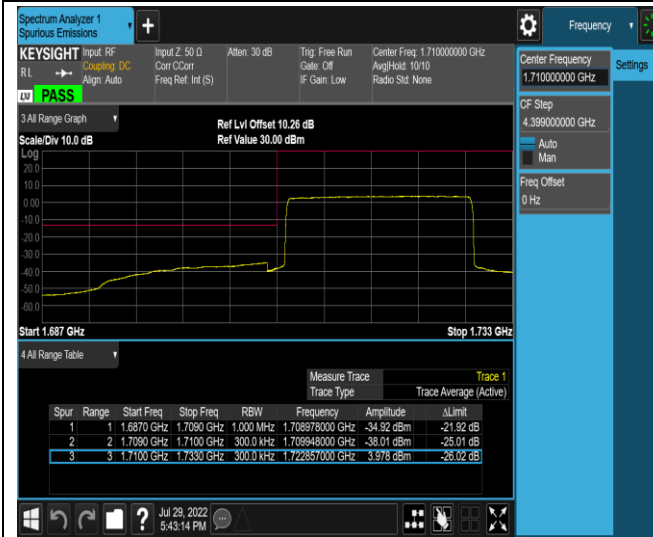 Spectrum Analyzer 1
Spurious Emissions
Frequency
KEYSIGHT
RL
Input: RF
Coupling: DC
Align: Auto
Input Z: 50 Ω
Corr CCorr
Freq Ref: Int (S)
Atten: 30 dB
Trig: Free Run
Gate: Off
IF Gain: Low
Center Freq: 1.710000000 GHz
Avg|Hold: 10/10
Radio Std: None
LXI PASS
Center Frequency
1.710000000 GHz
Settings
CF Step
4.399000000 GHz
Auto
Man
Freq Offset
0 Hz
3 All Range Graph
Scale/Div 10.0 dB
Ref Lvl Offset 10.26 dB
Ref Value 30.00 dBm
Log
20.0
10.0
0.00
-10.0
-20.0
-30.0
-40.0
-50.0
-60.0
Start 1.687 GHz Stop 1.733 GHz
4 All Range Table
Measure Trace Trace 1
Trace Type Trace Average (Active)
Spur Range Start Freq Stop Freq RBW Frequency Amplitude ΔLimit
1 1 1.6870 GHz 1.7090 GHz 1.000 MHz 1.708978000 GHz -34.92 dBm -21.92 dB
2 2 1.7090 GHz 1.7100 GHz 300.0 kHz 1.709948000 GHz -38.01 dBm -25.01 dB
3 3 1.7100 GHz 1.7330 GHz 300.0 kHz 1.722857000 GHz 3.978 dBm -26.02 dB
Jul 29, 2022
5:43:14 PM